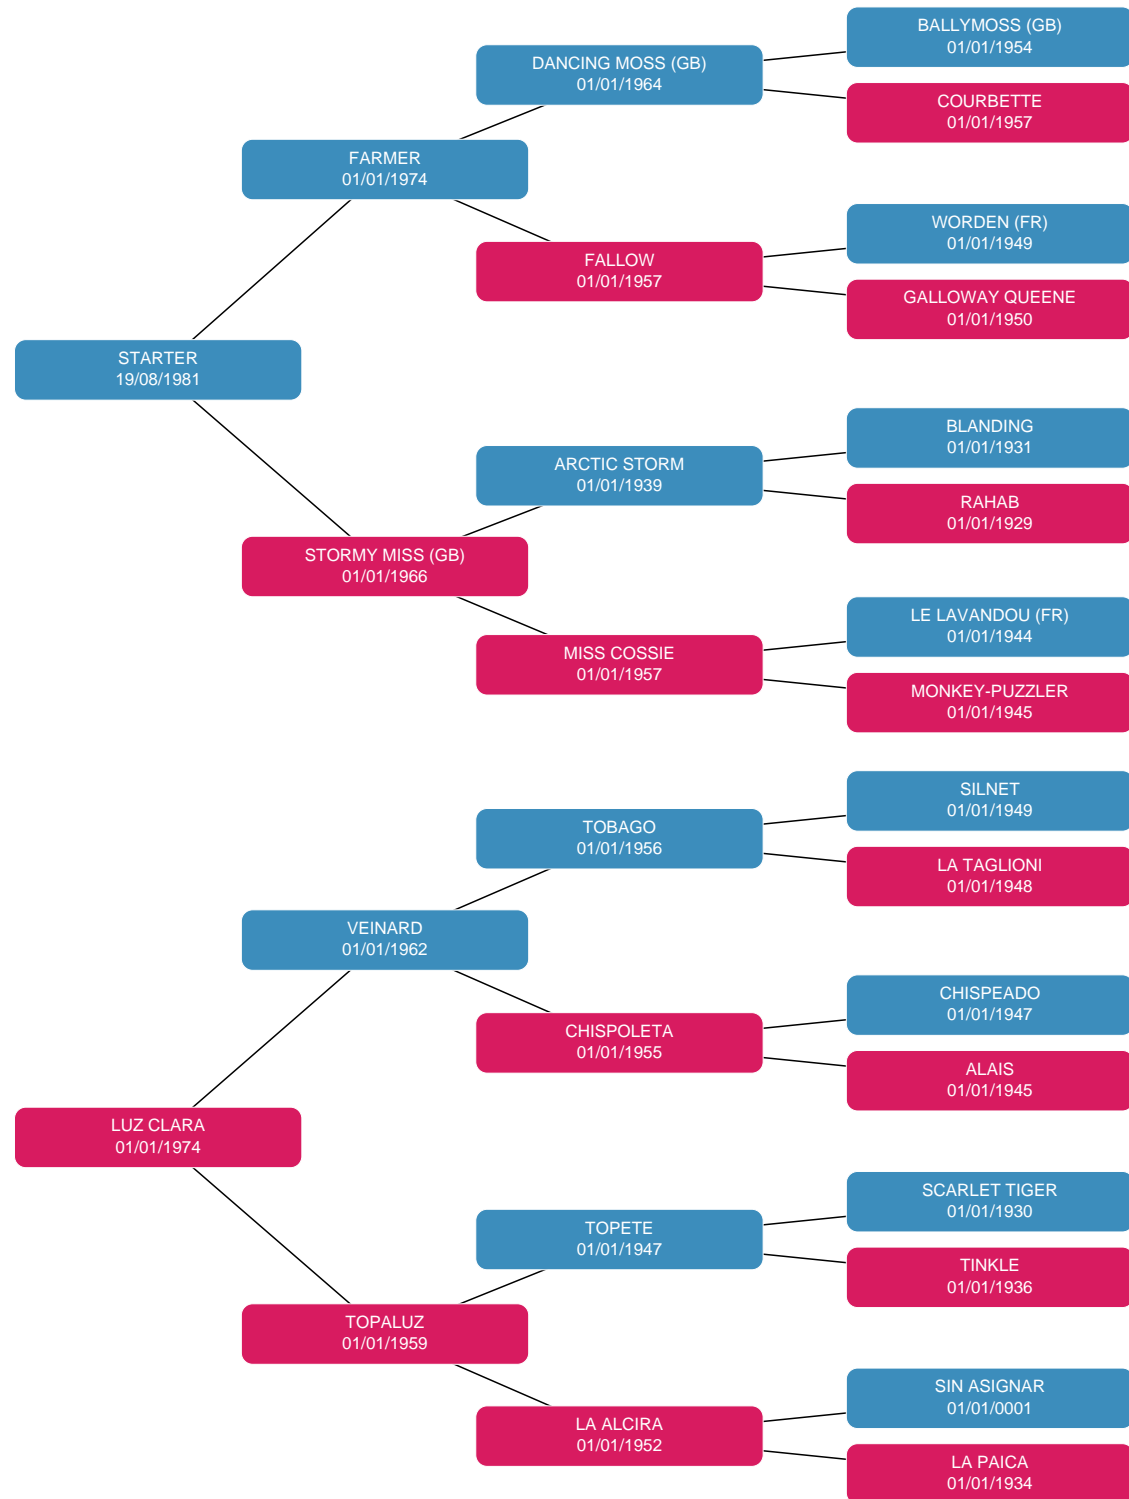 BALLYMOSS (GB)
01/01/1954
DANCING MOSS (GB)
01/01/1964
COURBETTE
01/01/1957
FARMER
01/01/1974
WORDEN (FR)
01/01/1949
FALLOW
01/01/1957
GALLOWAY QUEENE
01/01/1950
STARTER
19/08/1981
BLANDING
01/01/1931
ARCTIC STORM
01/01/1939
RAHAB
01/01/1929
STORMY MISS (GB)
01/01/1966
LE LAVANDOU (FR)
01/01/1944
MISS COSSIE
01/01/1957
MONKEY-PUZZLER
01/01/1945
SILNET
01/01/1949
TOBAGO
01/01/1956
LA TAGLIONI
01/01/1948
VEINARD
01/01/1962
CHISPEADO
01/01/1947
CHISPOLETA
01/01/1955
ALAIS
01/01/1945
LUZ CLARA
01/01/1974
SCARLET TIGER
01/01/1930
TOPETE
01/01/1947
TINKLE
01/01/1936
TOPALUZ
01/01/1959
SIN ASIGNAR
01/01/0001
LA ALCIRA
01/01/1952
LA PAICA
01/01/1934